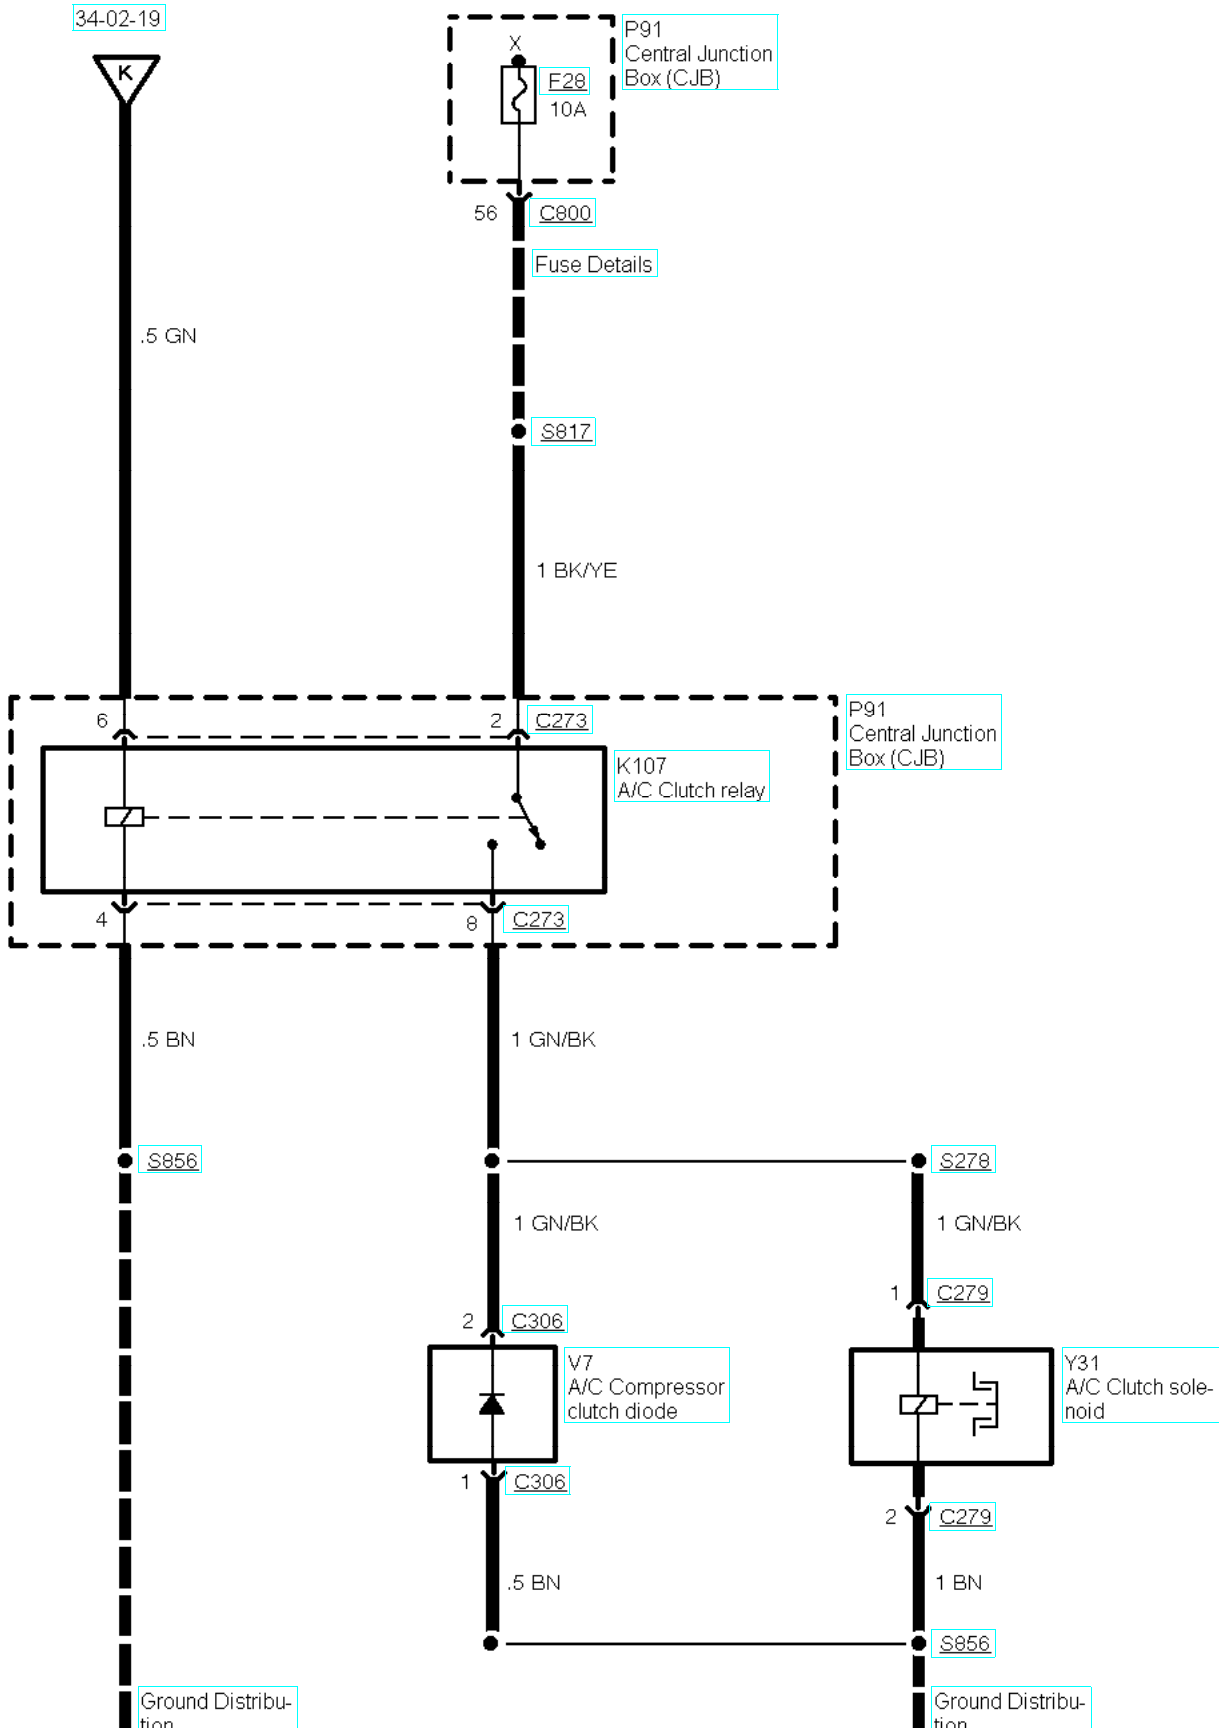 34-02-19
K
X
F28
10A
P91
Central Junction
Box (CJB)
56
C800
Fuse Details
.5 GN
S817
1 BK/YE
6
2
C273
P91
Central Junction
Box (CJB)
K107
A/C Clutch relay
4
8
C273
.5 BN
1 GN/BK
S856
S278
1 GN/BK
1 GN/BK
1
C279
2
C306
V7
A/C Compressor
clutch diode
Y31
A/C Clutch sole-
noid
1
C306
2
C279
.5 BN
1 BN
S856
Ground Distribu-
tion
Ground Distribu-
tion